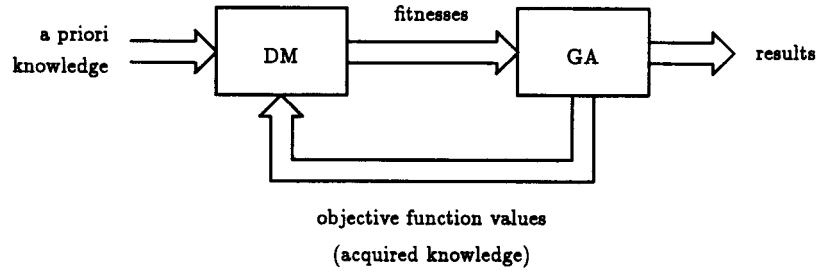 fitnesses
a priori
knowledge
DM
GA
results
objective function values
(acquired knowledge)